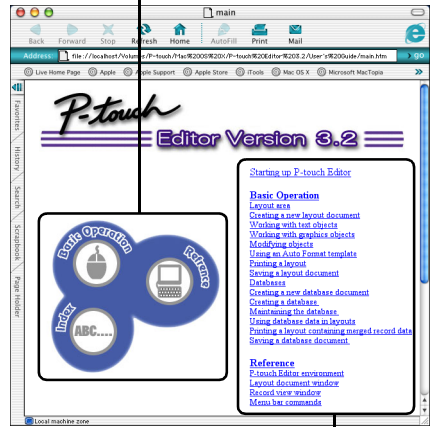 main
Back Forward Stop Refresh Home AutoFill Print Mail
Address: file://localhost/Volumes/P-touch/Mac%20OS%20X/P-touch%20Editor%203.2/User's%20Guide/main.htm go
Live Home Page Apple Apple Support Apple Store iTools Mac OS X Microsoft MacTopia
Favorites
History
Search
Scrapbook
Page Holder
P-touch
Editor Version 3.2
Basic Operation
Refrence
Index
ABC....
Starting up P-touch Editor
Basic Operation
Layout area
Creating a new layout document
Working with text objects
Working with graphics objects
Modifying objects
Using an Auto Format template
Printing a layout
Saving a layout document
Databases
Creating a new database document
Creating a database
Maintaining the database
Using database data in layouts
Printing a layout containing merged record data
Saving a database document
Reference
P-touch Editor environment
Layout document window
Record view window
Menu bar commands
Local machine zone